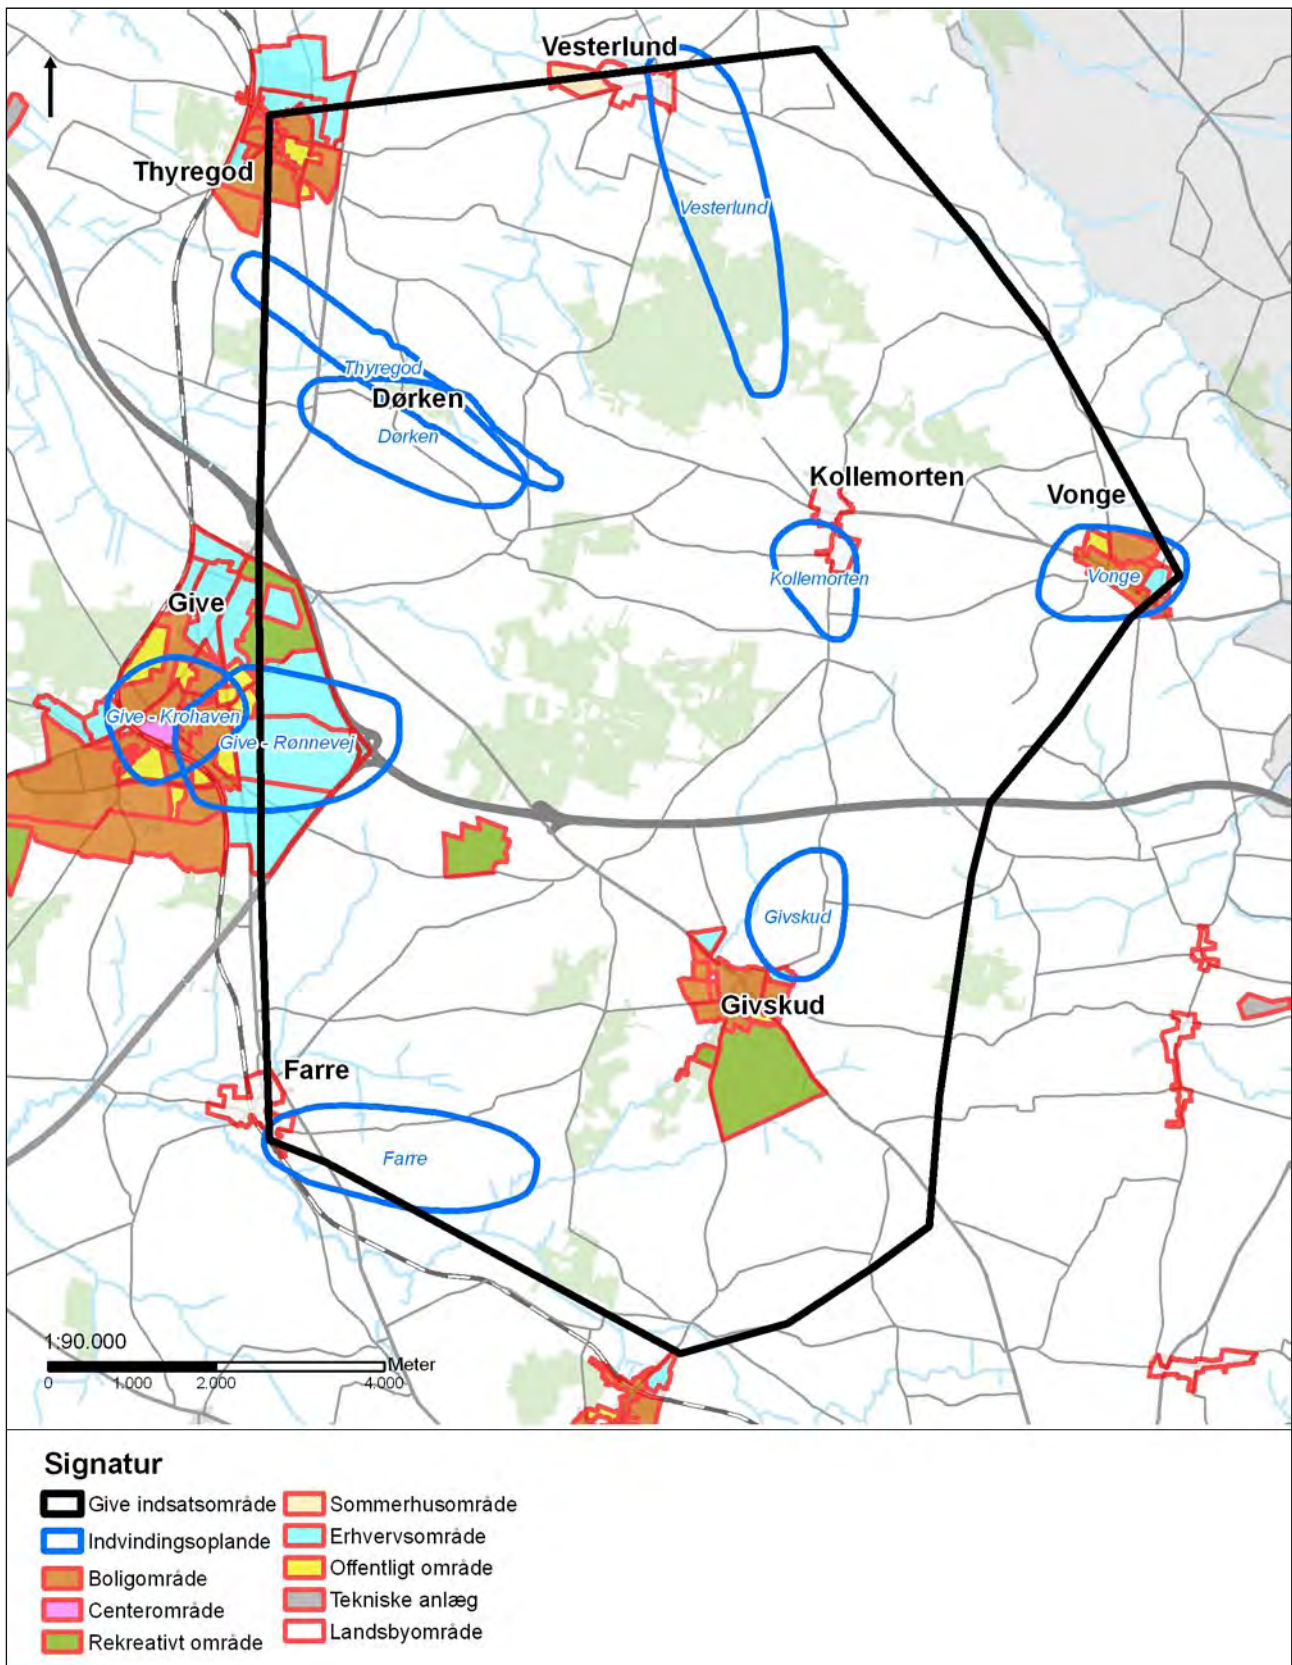 Vesterlund
Thyregod
Vesterlund
Thyregod
Dørken
Dørken
Kollemorten
Vonge
Kollemorten
Vonge
Give
Give - Krohaven
Give - Rønnevej
Givskud
Givskud
Farre
Farre
1:90.000
Meter
0 1.000 2.000 4.000
Signatur
Give indsatsområde
Indvindingsoplande
Boligområde
Centerområde
Rekreativt område
Sommerhusområde
Erhvervsområde
Offentligt område
Tekniske anlæg
Landsbyområde